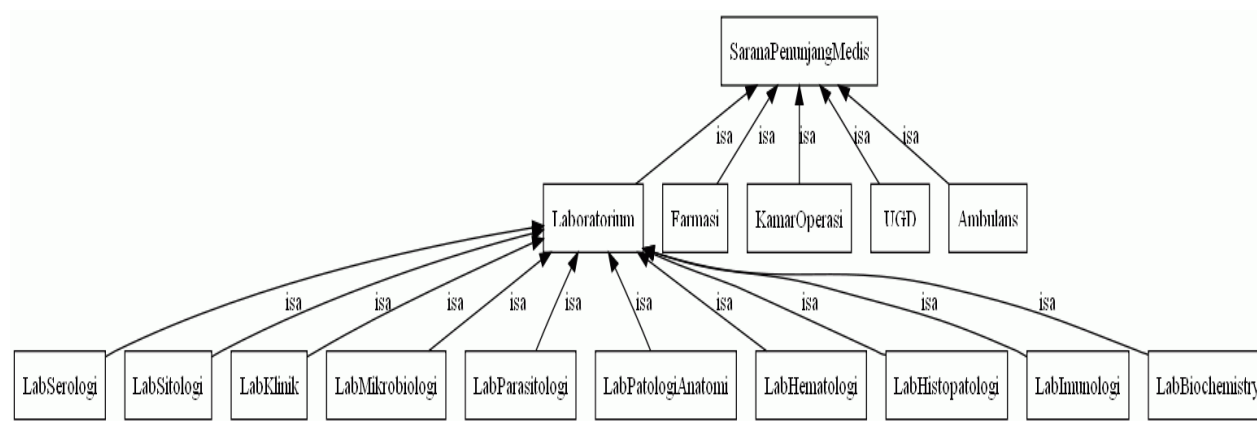 SaranaPenunjangMedis
isa isa isa isa isa
Laboratorium Farmasi KamarOperasi UGD Ambulans
isa isa isa isa isa isa isa isa isa isa
LabSerologi LabSitologi LabKlinik LabMikrobiologi LabParasitologi LabPatologiAnatomi LabHematologi LabHistopatologi LabImunologi LabBiochemistry